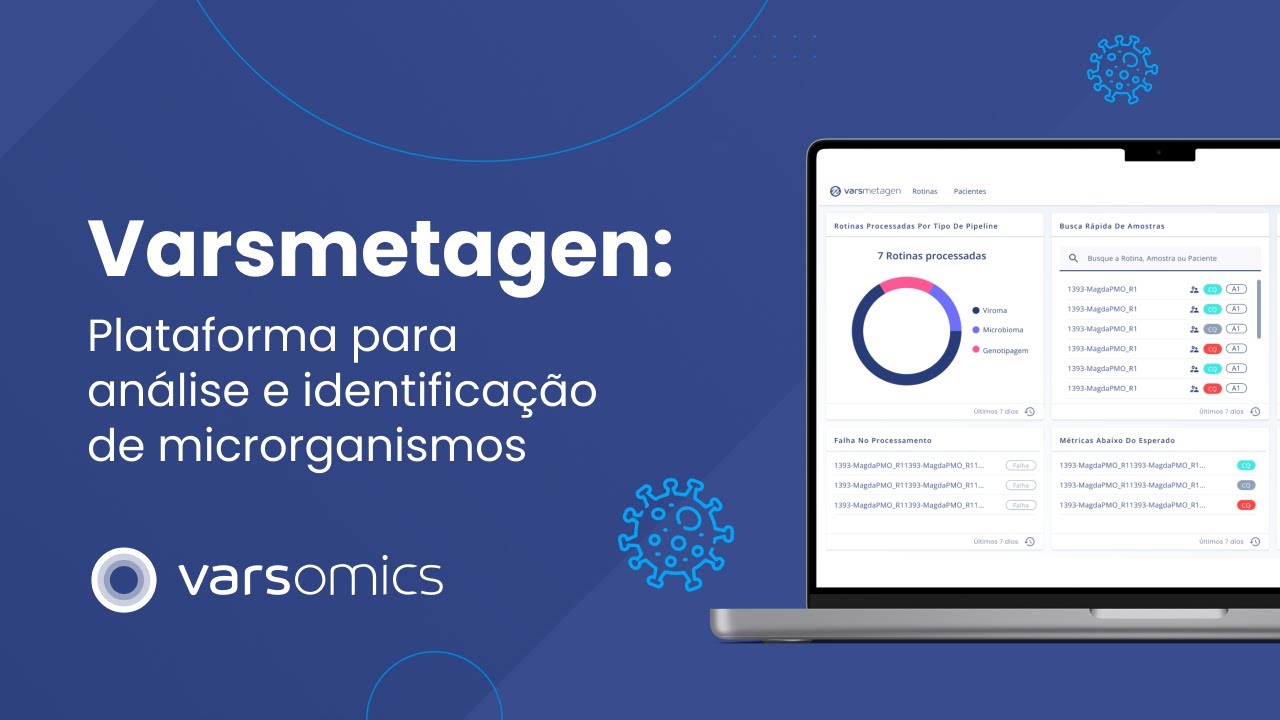 Varsmetagen:
Plataforma para
análise e identificação
de microrganismos
varsomics
varsmetagen Rotinas Pacientes
Rotinas Processadas Por Tipo De Pipeline
7 Rotinas processadas
Viroma
Microbioma
Genotipagem
Últimos 7 dias
Busca Rápida De Amostras
Busque a Rotina, Amostra ou Paciente
1393-MagdaPMO_R1 CQ A1
1393-MagdaPMO_R1 CQ A1
1393-MagdaPMO_R1 CQ A1
1393-MagdaPMO_R1 CQ A1
1393-MagdaPMO_R1 CQ A1
1393-MagdaPMO_R1 CQ A1
Últimos 7 dias
Falha No Processamento
1393-MagdaPMO_R11393-MagdaPMO_R11... Falha
1393-MagdaPMO_R11393-MagdaPMO_R11... Falha
1393-MagdaPMO_R11393-MagdaPMO_R11... Falha
Últimos 7 dias
Métricas Abaixo Do Esperado
1393-MagdaPMO_R11393-MagdaPMO_R1... CQ
1393-MagdaPMO_R11393-MagdaPMO_R1... CQ
1393-MagdaPMO_R11393-MagdaPMO_R1... CQ
Últimos 7 dias